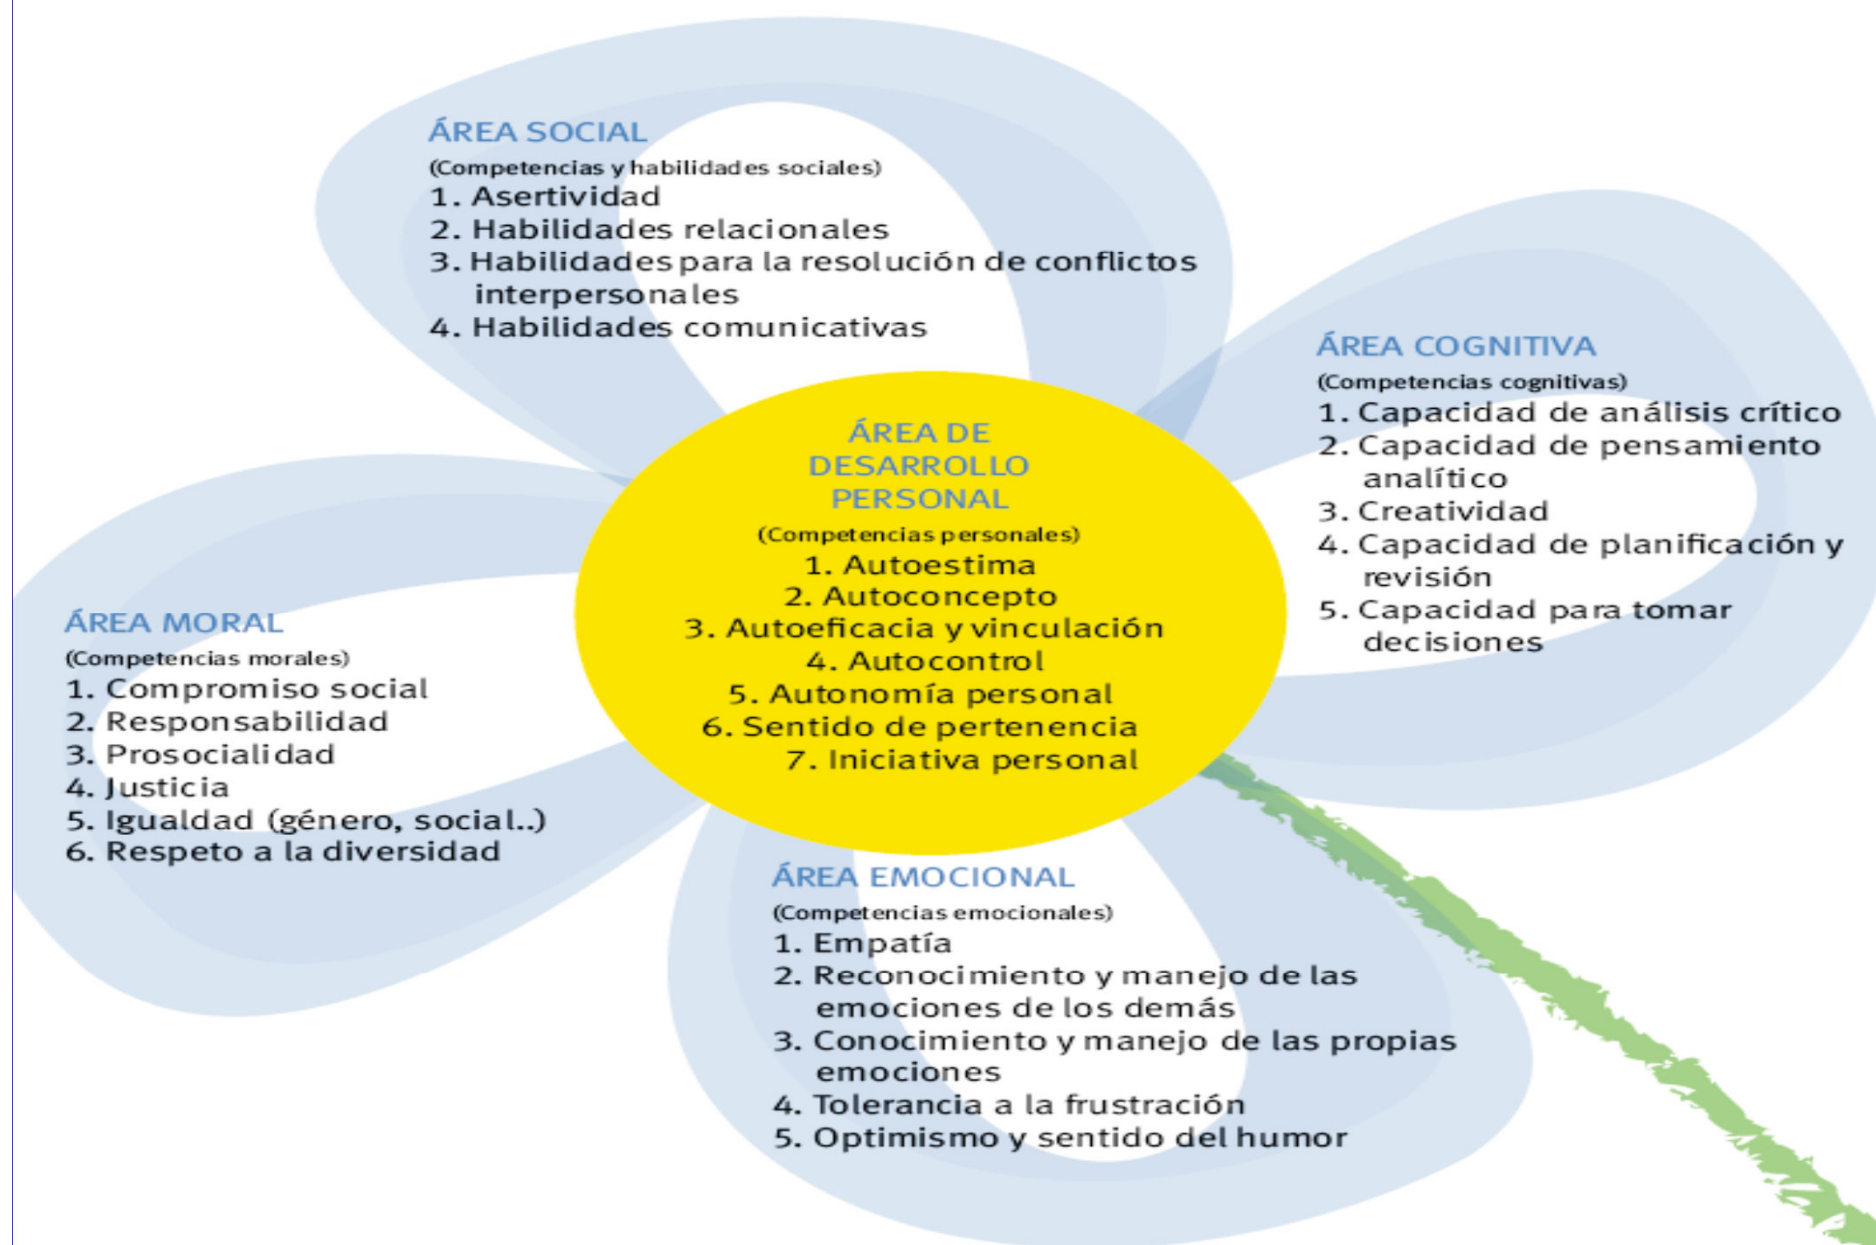 ÁREA SOCIAL
(Competencias y habilidades sociales)
1. Asertividad
2. Habilidades relacionales
3. Habilidades para la resolución de conflictos
interpersonales
4. Habilidades comunicativas
ÁREA COGNITIVA
(Competencias cognitivas)
1. Capacidad de análisis crítico
2. Capacidad de pensamiento
analítico
3. Creatividad
4. Capacidad de planificación y
revisión
5. Capacidad para tomar
decisiones
ÁREA DE
DESARROLLO
PERSONAL
(Competencias personales)
1. Autoestima
2. Autoconcepto
3. Autoeficacia y vinculación
4. Autocontrol
5. Autonomía personal
6. Sentido de pertenencia
7. Iniciativa personal
ÁREA MORAL
(Competencias morales)
1. Compromiso social
2. Responsabilidad
3. Prosocialidad
4. Justicia
5. Igualdad (género, social..)
6. Respeto a la diversidad
ÁREA EMOCIONAL
(Competencias emocionales)
1. Empatía
2. Reconocimiento y manejo de las
emociones de los demás
3. Conocimiento y manejo de las propias
emociones
4. Tolerancia a la frustración
5. Optimismo y sentido del humor